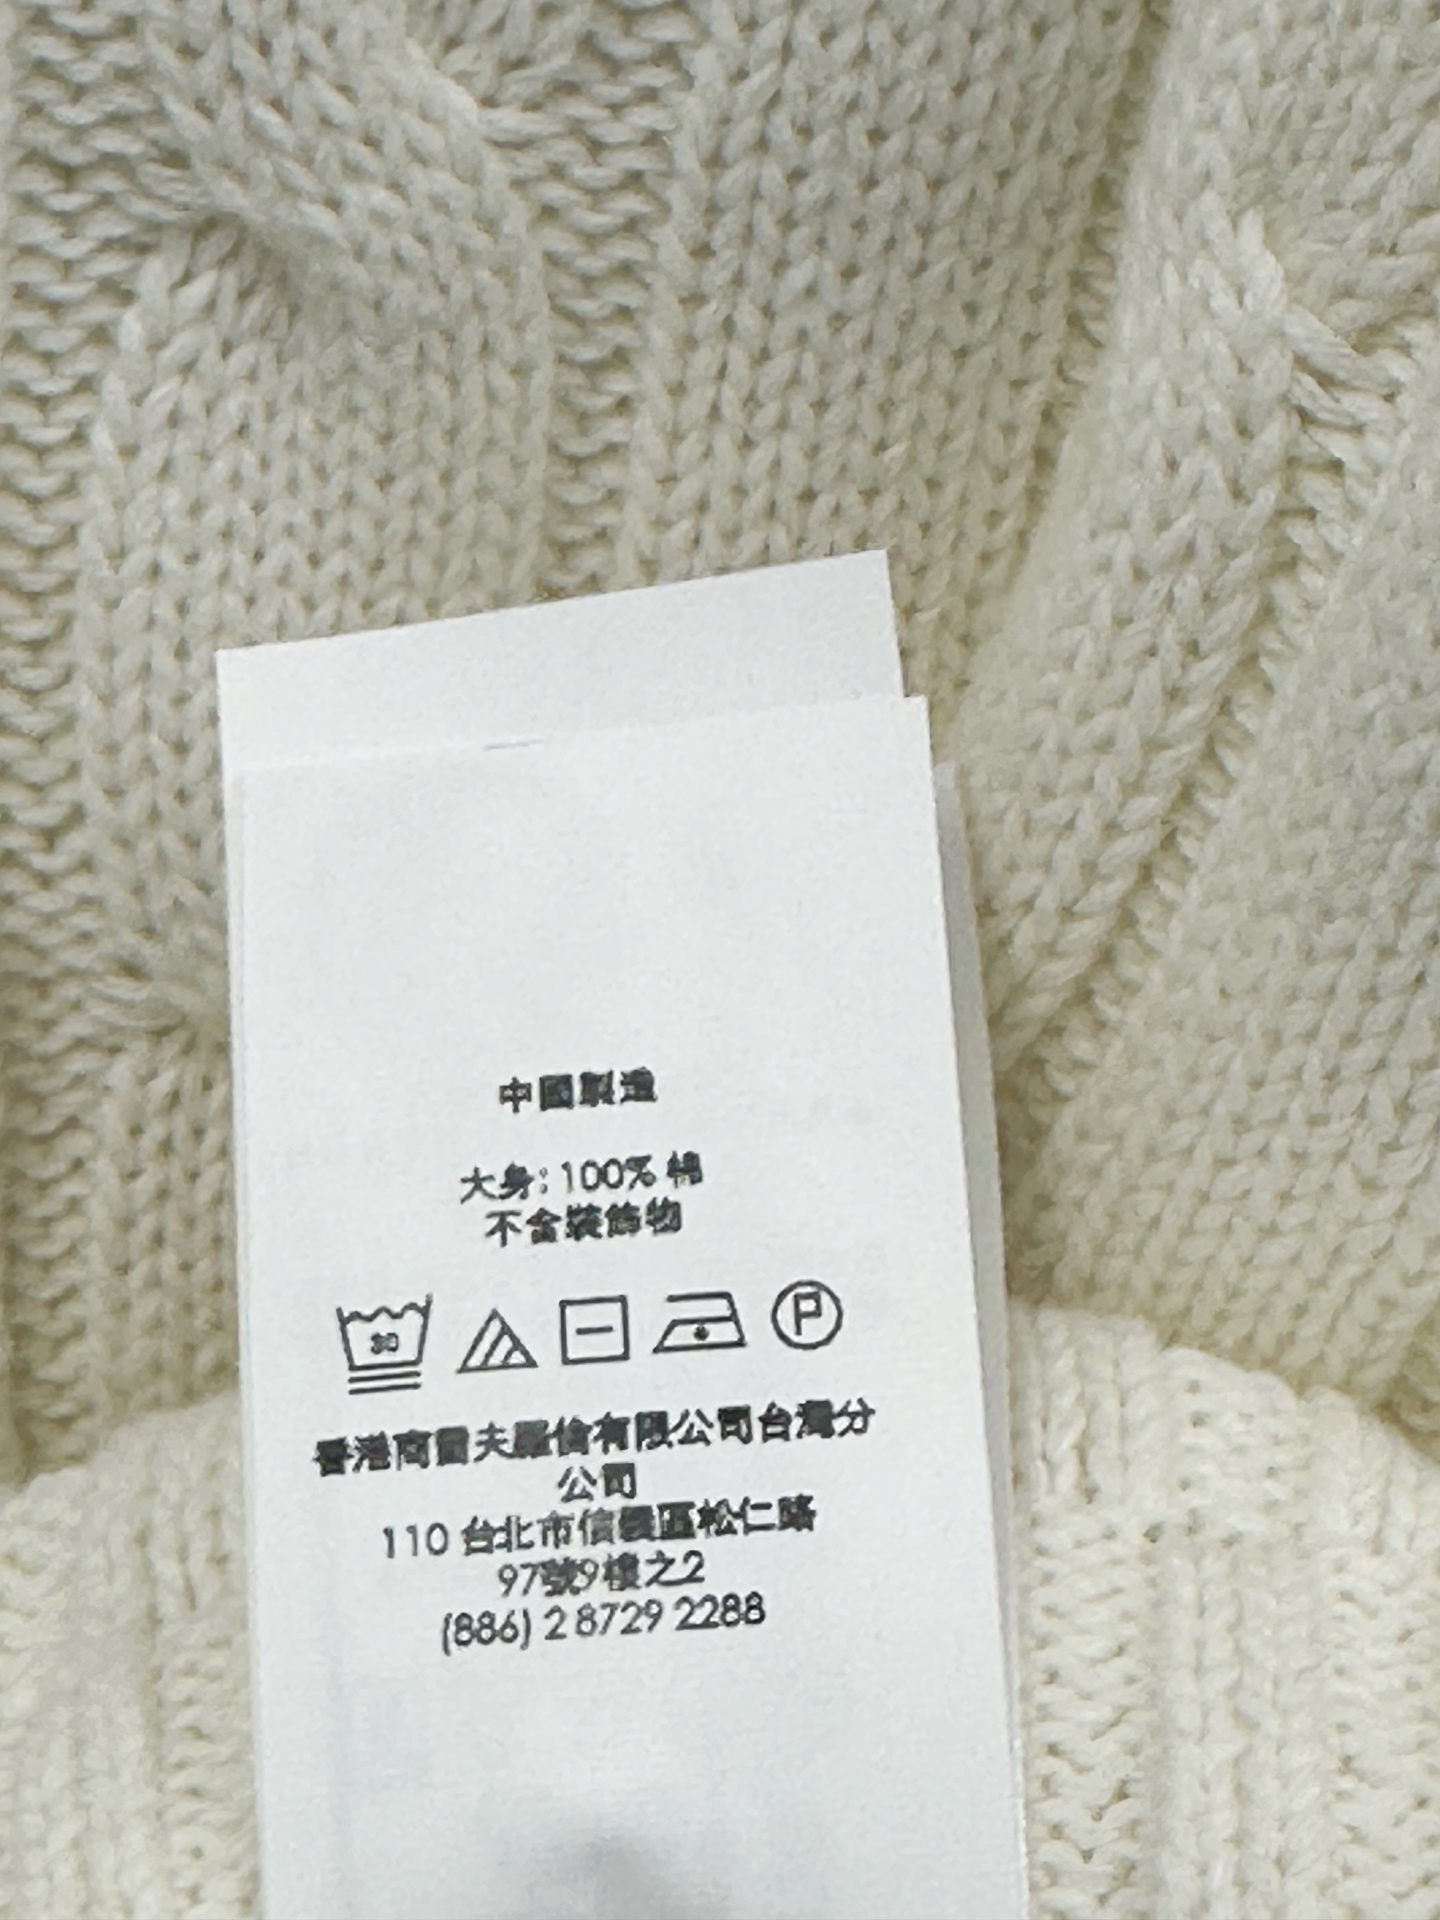 中國製造
大身: 100% 棉
不含裝飾物
30
P
香港商雷夫羅倫有限公司台灣分
公司
110 台北市信義區松仁路
97號9樓之2
(886) 2 8729 2288